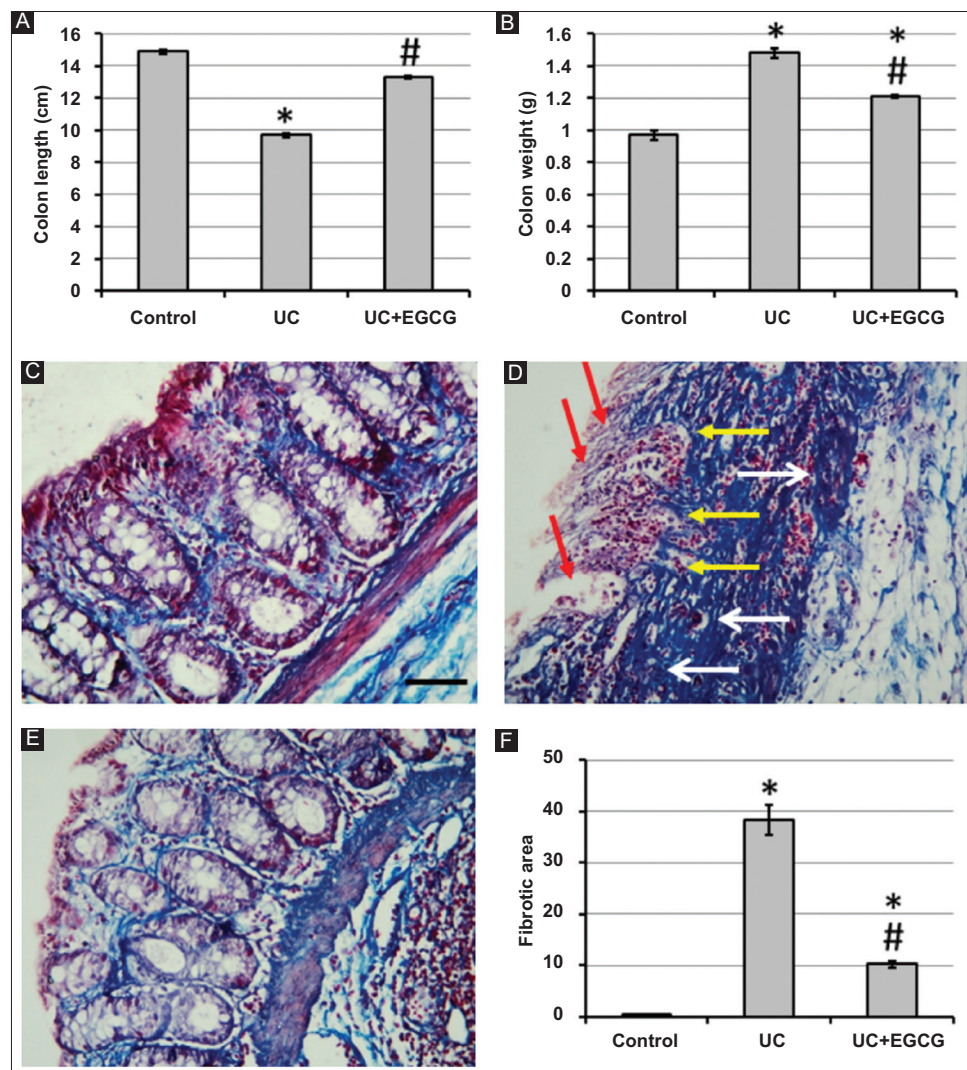 A
Colon length (cm)
16
14
12
10
8
6
4
2
0
*
#
Control UC UC+EGCG
B
Colon weight (g)
1.6
1.4
1.2
1
0.8
0.6
0.4
0.2
0
*
*
#
Control UC UC+EGCG
C
D
E
F
Fibrotic area
50
40
30
20
10
0
*
*
#
Control UC UC+EGCG